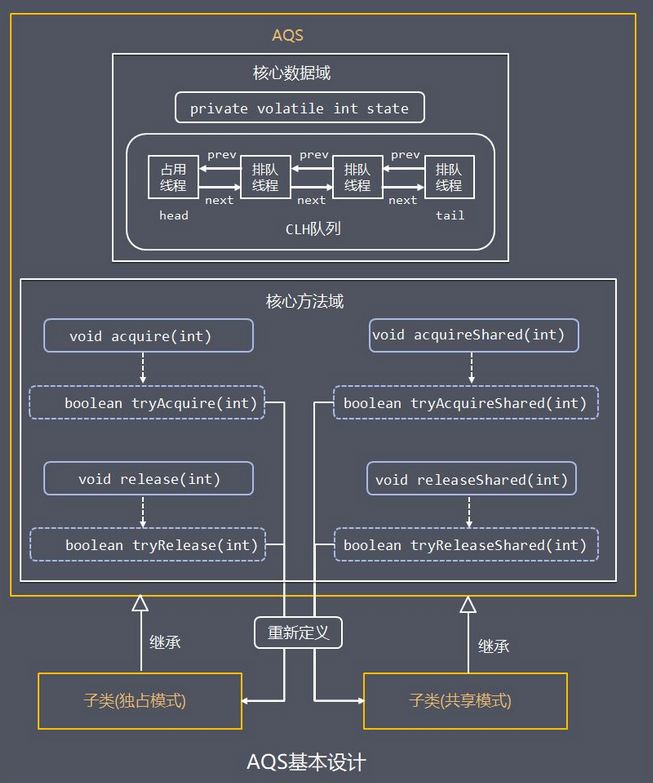 AQS
核心数据域
private volatile int state
prev
prev
prev
占用
线程
排队
线程
排队
线程
排队
线程
next
next
next
head
tail
CLH队列
核心方法域
void acquire(int)
void acquireShared(int)
boolean tryAcquire(int)
boolean tryAcquireShared(int)
void release(int)
void releaseShared(int)
boolean tryRelease(int)
boolean tryReleaseShared(int)
继承
重新定义
继承
子类(独占模式)
子类(共享模式)
AQS基本设计